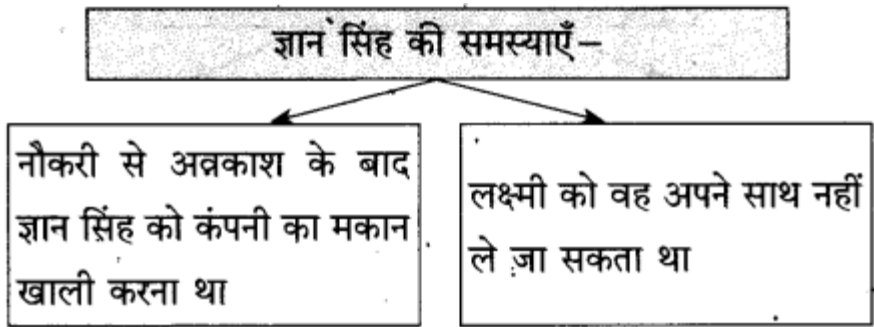 ज्ञान सिंह की समस्याएँ–
नौकरी से अवकाश के बाद
ज्ञान सिंह को कंपनी का मकान
खाली करना था
लक्ष्मी को वह अपने साथ नहीं
ले जा सकता था